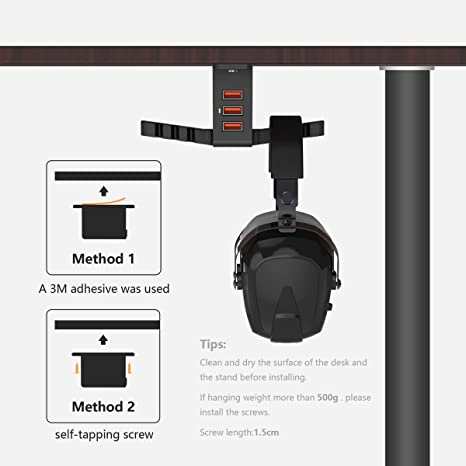 Method 1
A 3M adhesive was used
Method 2
self-tapping screw
Tips:
Clean and dry the surface of the desk and
the stand before installing.
If hanging weight more than 500g . please
install the screws.
Screw length:1.5cm